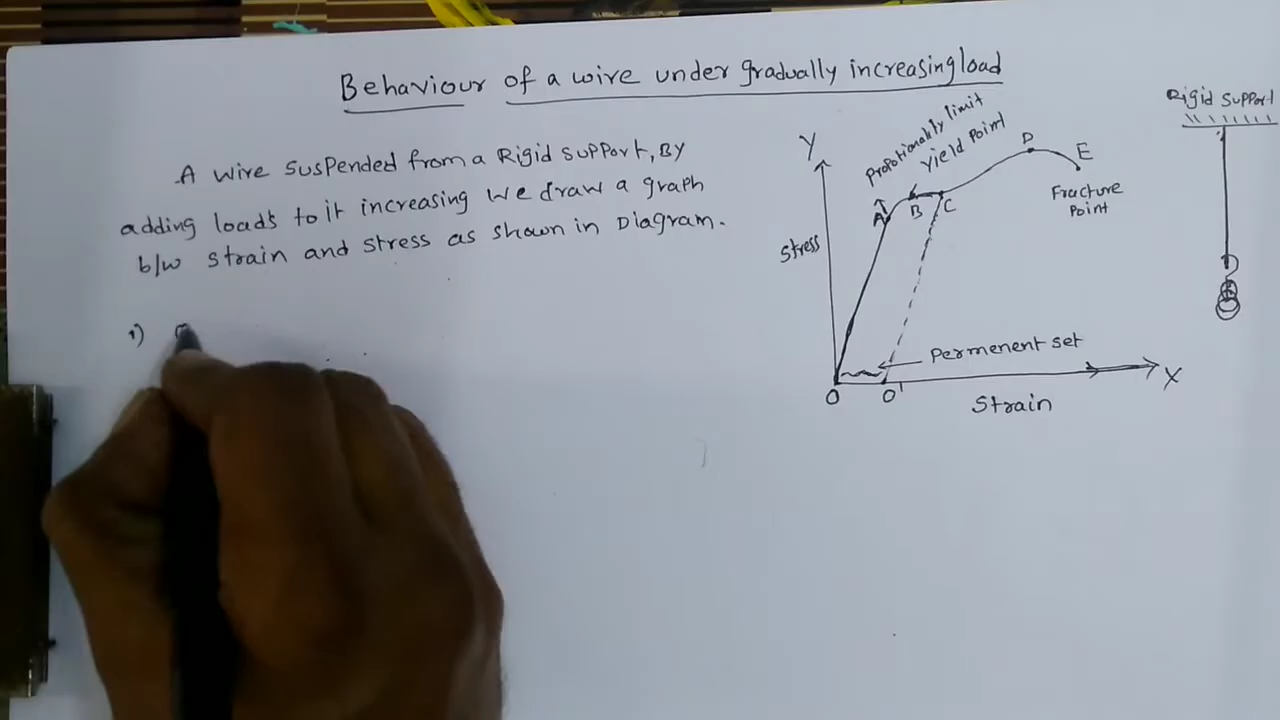 Behaviour of a wire under gradually increasing load
A wire suspended from a Rigid support, By
adding loads to it increasing we draw a graph
b/w strain and stress as shown in Diagram.
1)
Y
Stress
Propotionably limit
yield point
A
B
C
D
E
Fracture
Point
Permenent set
O
O'
X
Strain
Rigid Support